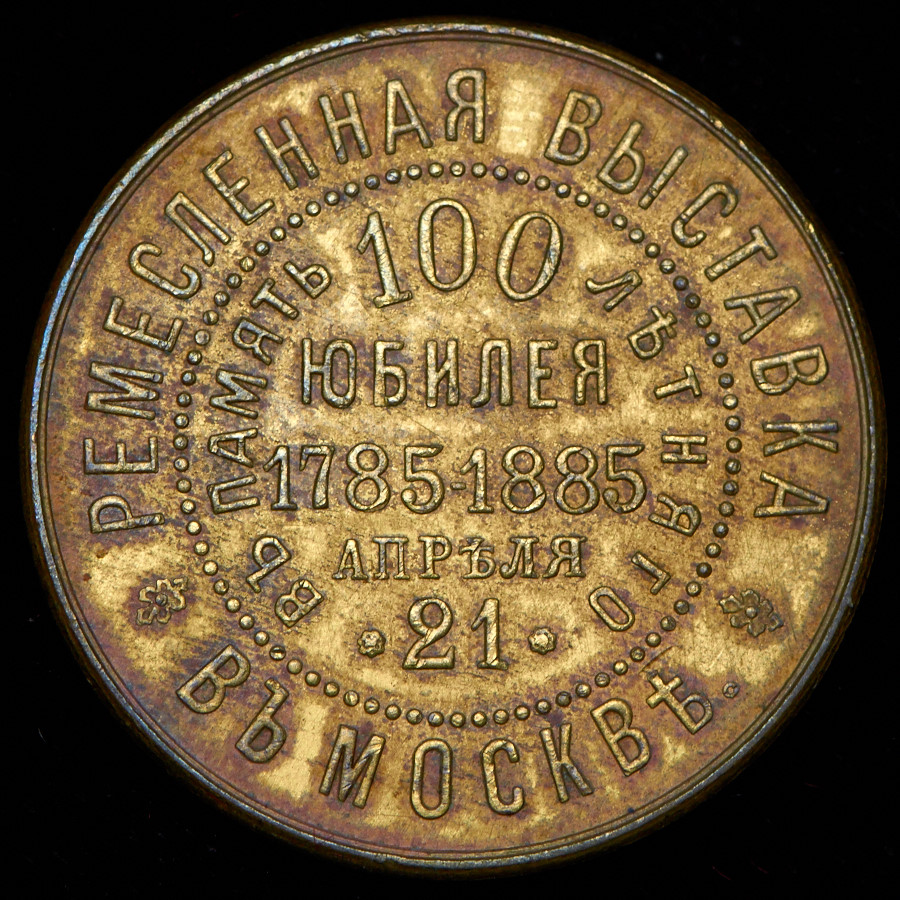 РЕМЕСЛЕННАЯ ВЫСТАВКА
ВЪ МОСКВѢ.
ВЪ ПАМЯТЬ 100 ЛѢТНЯГО
ЮБИЛЕЯ
1785-1885
АПРѢЛЯ
21